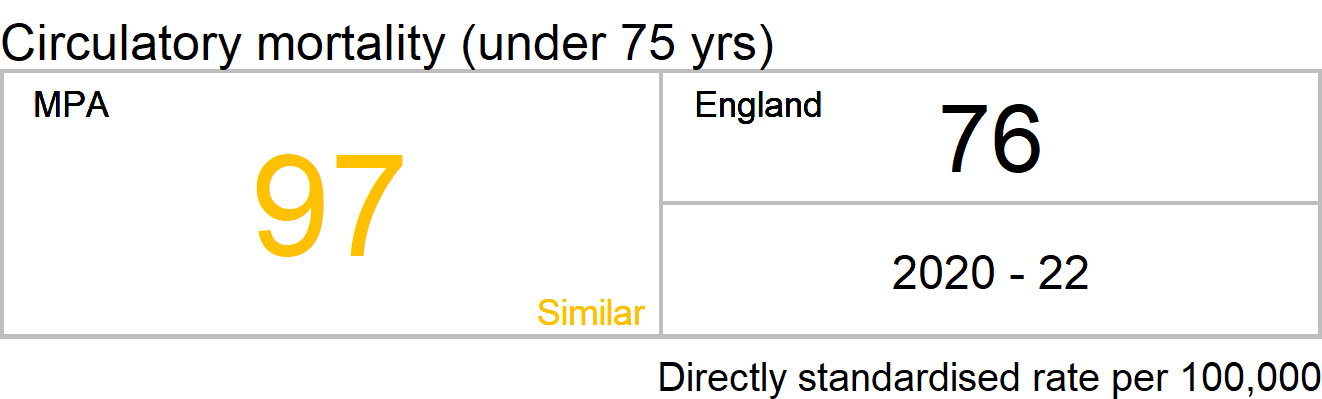 Circulatory mortality (under 75 yrs)
MPA
97
Similar
England
76
2020 - 22
Directly standardised rate per 100,000